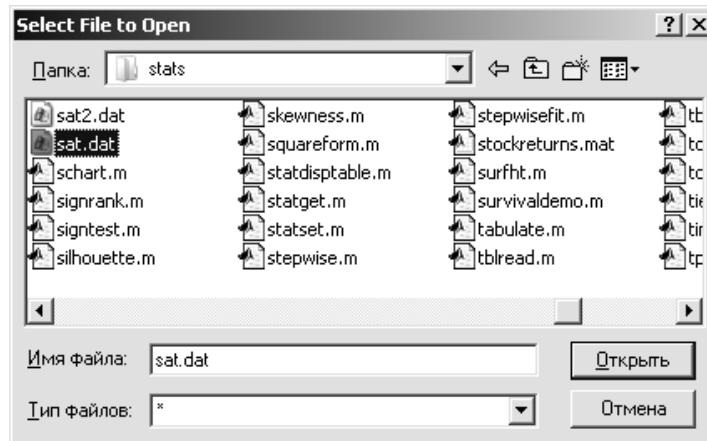 Select File to Open
Папка: stats
sat2.dat skewness.m stepwisefit.m
sat.dat squareform.m stockreturns.mat
schart.m statdisptable.m surfht.m
signrank.m statget.m survivaldemo.m
signtest.m statset.m tabulate.m
silhouette.m stepwise.m tblread.m
Имя файла: sat.dat Открыть
Тип файлов: * Отмена